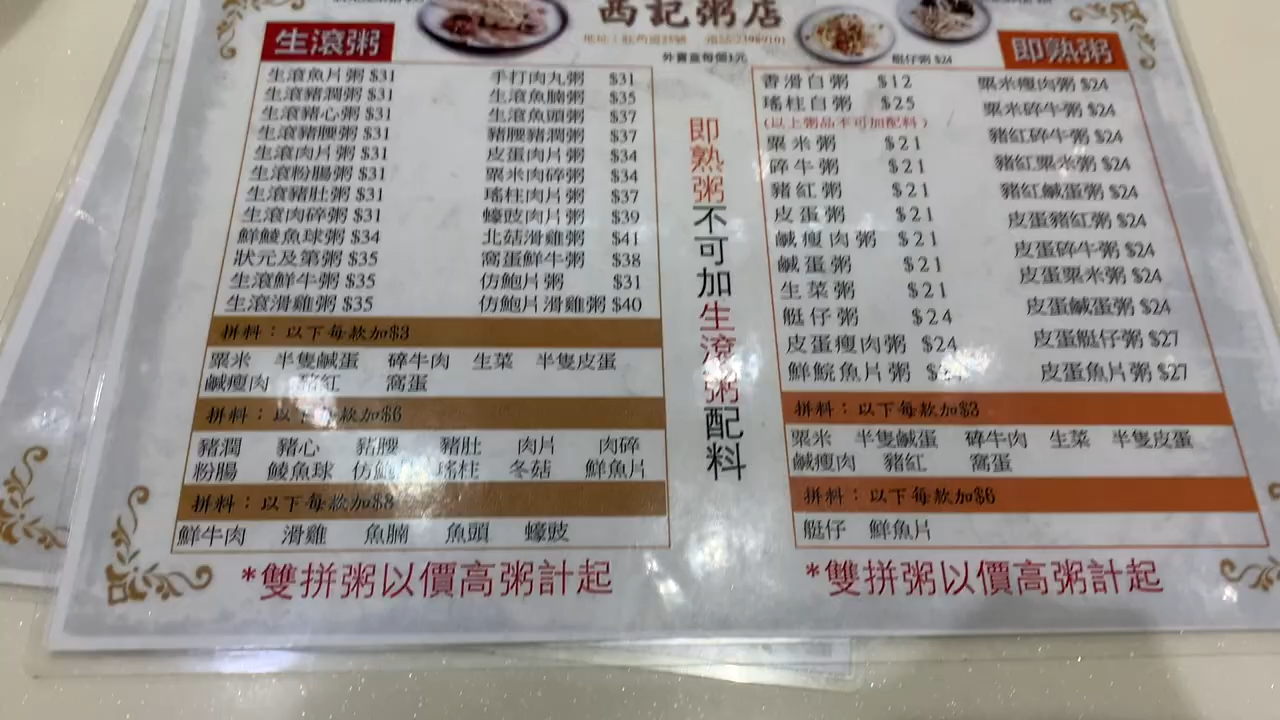 西記粥店
外賣盒每個1元
艇仔粥 $24
生滾粥
生滾魚片粥 $31
生滾豬潤粥 $31
生滾豬心粥 $31
生滾豬腰粥 $31
生滾肉片粥 $31
生滾粉腸粥 $31
生滾豬肚粥 $31
生滾肉碎粥 $31
鮮鯪魚球粥 $34
狀元及第粥 $35
生滾鮮牛粥 $35
生滾滑雞粥 $35
手打肉丸粥 $31
生滾魚腩粥 $35
生滾魚頭粥 $37
豬腰豬潤粥 $37
皮蛋肉片粥 $34
粟米肉碎粥 $34
瑤柱肉片粥 $37
蠔豉肉片粥 $39
北菇滑雞粥 $41
窩蛋鮮牛粥 $38
仿鮑片粥 $31
仿鮑片滑雞粥 $40
拼料：以下每款加$3
粟米 半隻鹹蛋 碎牛肉 生菜 半隻皮蛋
鹹瘦肉 豬紅 窩蛋
拼料：以下每款加$6
豬潤 豬心 豬腰 豬肚 肉片 肉碎
粉腸 鯪魚球 仿鮑 瑤柱 冬菇 鮮魚片
拼料：以下每款加$8
鮮牛肉 滑雞 魚腩 魚頭 蠔豉
*雙拼粥以價高粥計起
即熟粥不可加生滾粥配料
即熟粥
香滑白粥 $12
瑤柱白粥 $25
(以上粥品不可加配料)
粟米粥 $21
碎牛粥 $21
豬紅粥 $21
皮蛋粥 $21
鹹瘦肉粥 $21
鹹蛋粥 $21
生菜粥 $21
艇仔粥 $24
皮蛋瘦肉粥 $24
鮮鯇魚片粥
粟米瘦肉粥 $24
粟米碎牛粥 $24
豬紅碎牛粥 $24
豬紅粟米粥 $24
豬紅鹹蛋粥 $24
皮蛋豬紅粥 $24
皮蛋碎牛粥 $24
皮蛋粟米粥 $24
皮蛋鹹蛋粥 $24
皮蛋艇仔粥 $27
皮蛋魚片粥 $27
拼料：以下每款加$3
粟米 半隻鹹蛋 碎牛肉 生菜 半隻皮蛋
鹹瘦肉 豬紅 窩蛋
拼料：以下每款加$6
艇仔 鮮魚片
*雙拼粥以價高粥計起